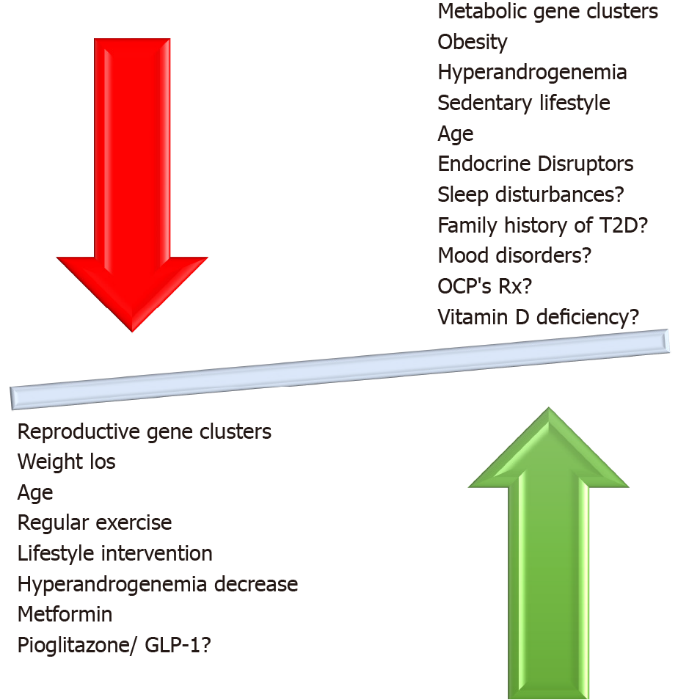 Metabolic gene clusters
Obesity
Hyperandrogenemia
Sedentary lifestyle
Age
Endocrine Disruptors
Sleep disturbances?
Family history of T2D?
Mood disorders?
OCP's Rx?
Vitamin D deficiency?
Reproductive gene clusters
Weight los
Age
Regular exercise
Lifestyle intervention
Hyperandrogenemia decrease
Metformin
Pioglitazone/ GLP-1?